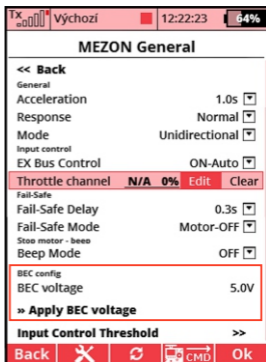 Tx Výchozí 12:22:23 64%
MEZON General
<< Back
General
Acceleration 1.0s
Response Normal
Mode Unidirectional
Input control
EX Bus Control ON-Auto
Throttle channel N/A 0% Edit Clear
Fail-Safe
Fail-Safe Delay 0.3s
Fail-Safe Mode Motor-OFF
Stop motor - beep
Beep Mode OFF
BEC config
BEC voltage 5.0V
» Apply BEC voltage
Input Control Threshold >>
Back CMD Ok